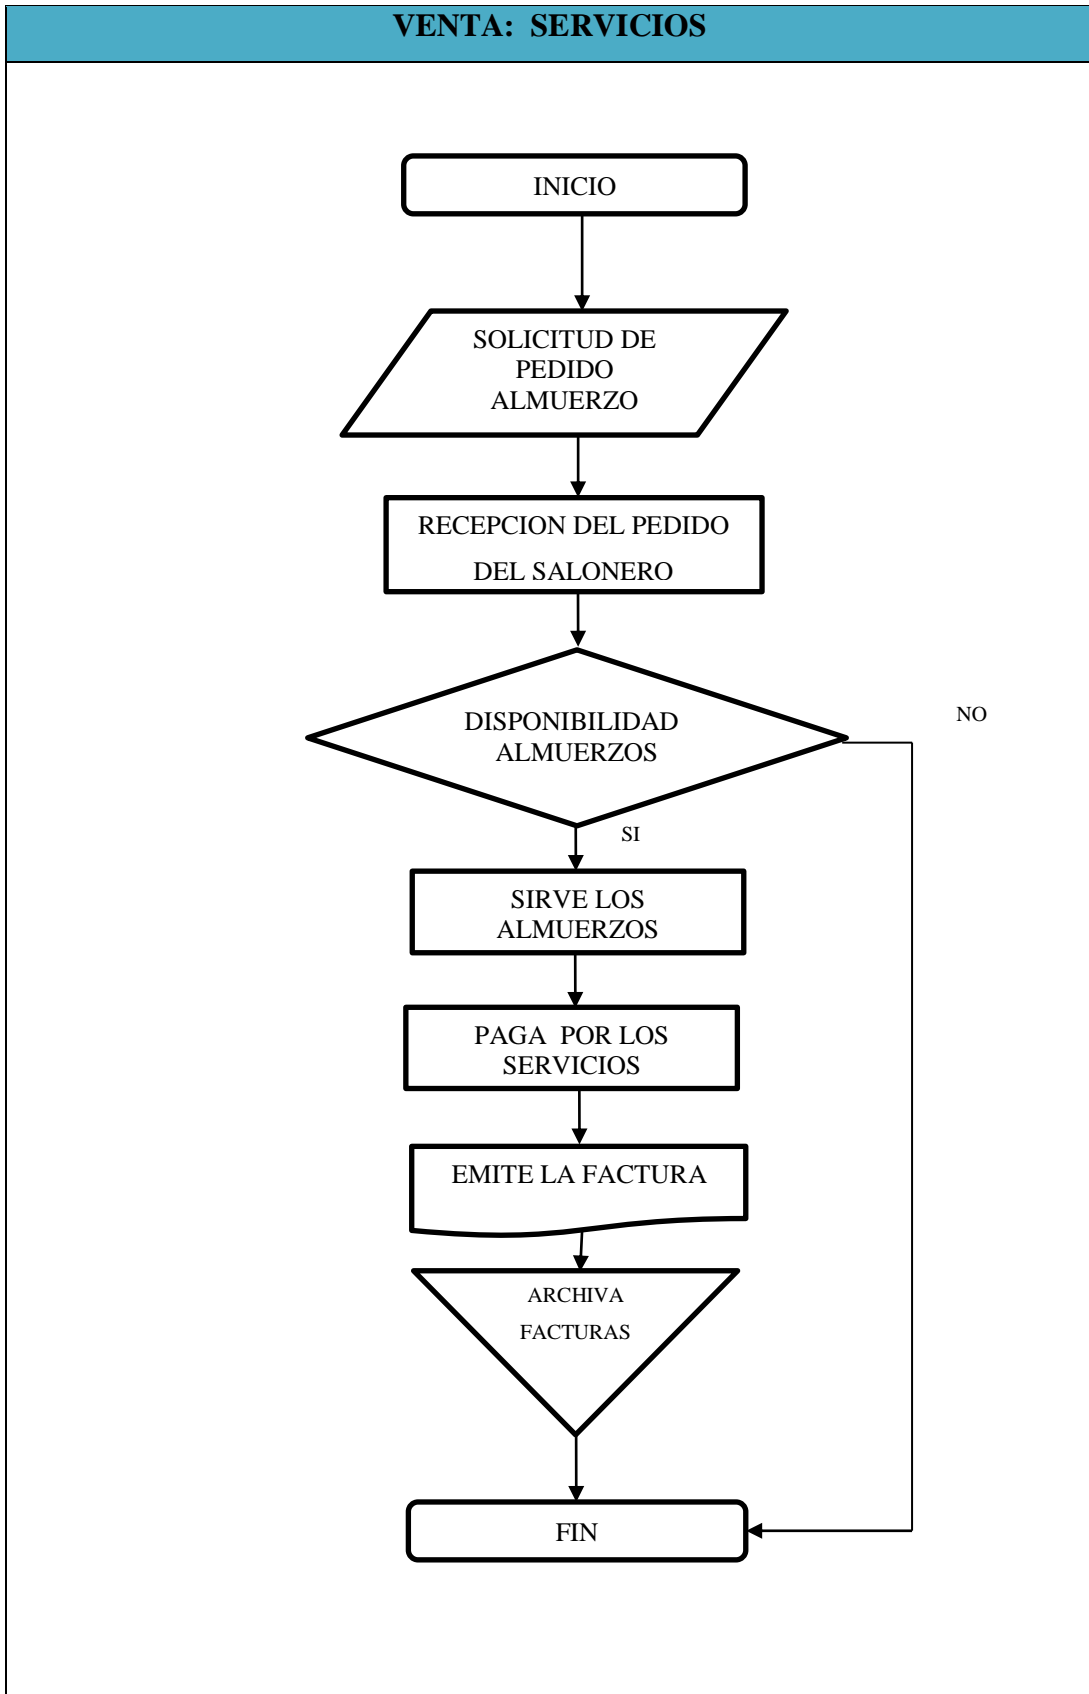 VENTA:  SERVICIOS
INICIO
SOLICITUD DE
PEDIDO
ALMUERZO
RECEPCION DEL PEDIDO
DEL SALONERO
DISPONIBILIDAD
ALMUERZOS
NO
SI
SIRVE LOS
ALMUERZOS
PAGA  POR LOS
SERVICIOS
EMITE LA FACTURA
ARCHIVA
FACTURAS
FIN